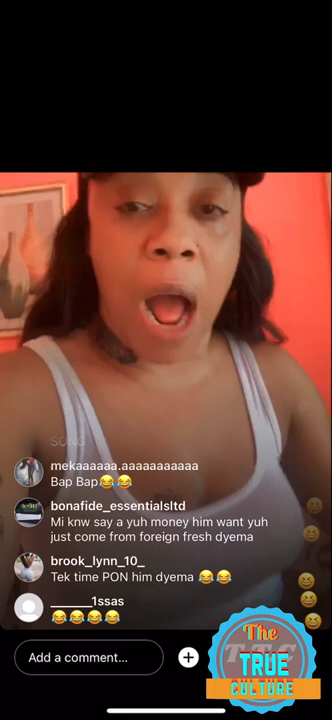 SONG
mekaaaaaa.aaaaaaaaaaa
Bap Bap😂😂
bonafide_essentialsltd
Mi knw say a yuh money him want yuh
just come from foreign fresh dyema
brook_lynn_10_
Tek time PON him dyema 😂😂
______1ssas
😂😂😂😂
Add a comment...
The
TRUE
CULTURE